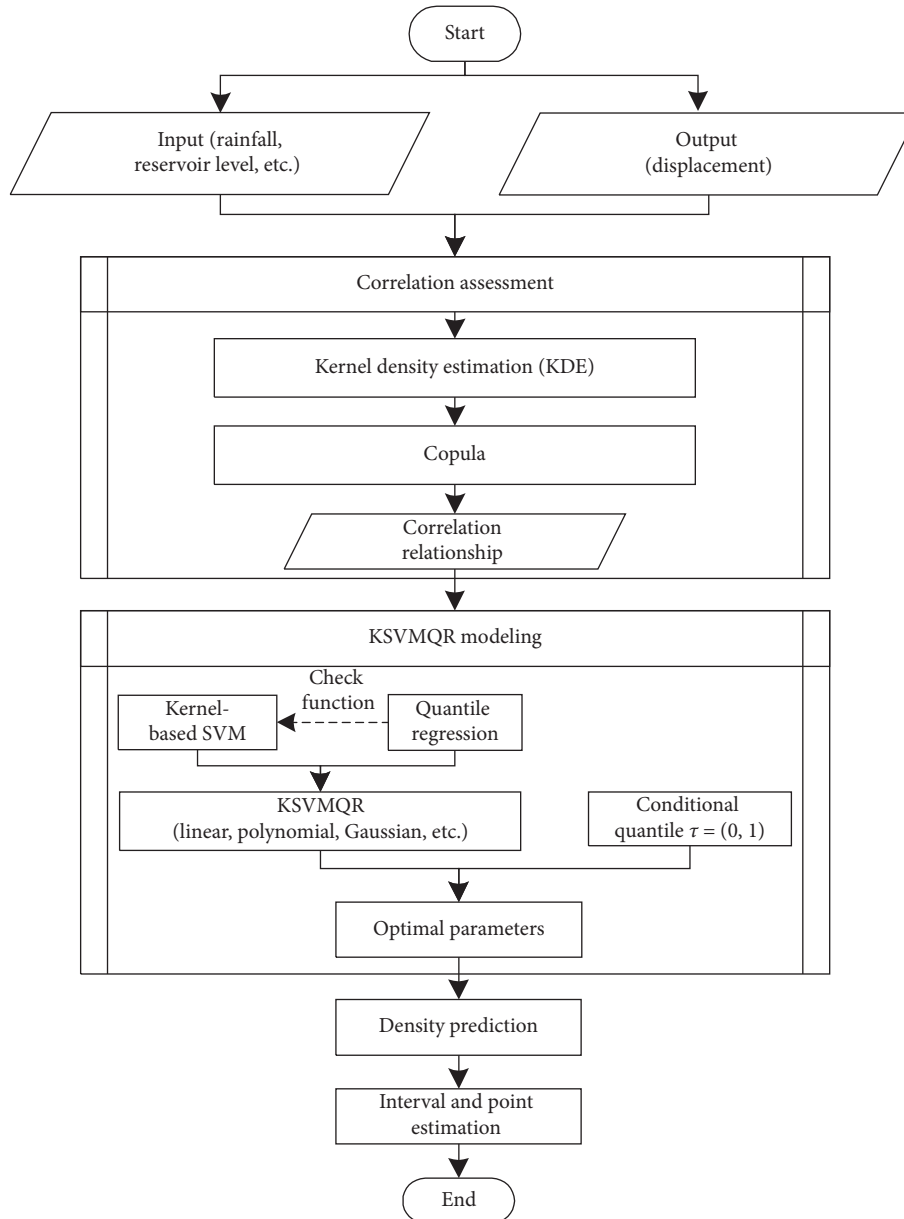 Start
Input (rainfall,
reservoir level, etc.)
Output
(displacement)
Correlation assessment
Kernel density estimation (KDE)
Copula
Correlation
relationship
KSVMQR modeling
Check
function
Kernel-
based SVM
Quantile
regression
KSVMQR
(linear, polynomial, Gaussian, etc.)
Conditional
quantile τ = (0, 1)
Optimal parameters
Density prediction
Interval and point
estimation
End